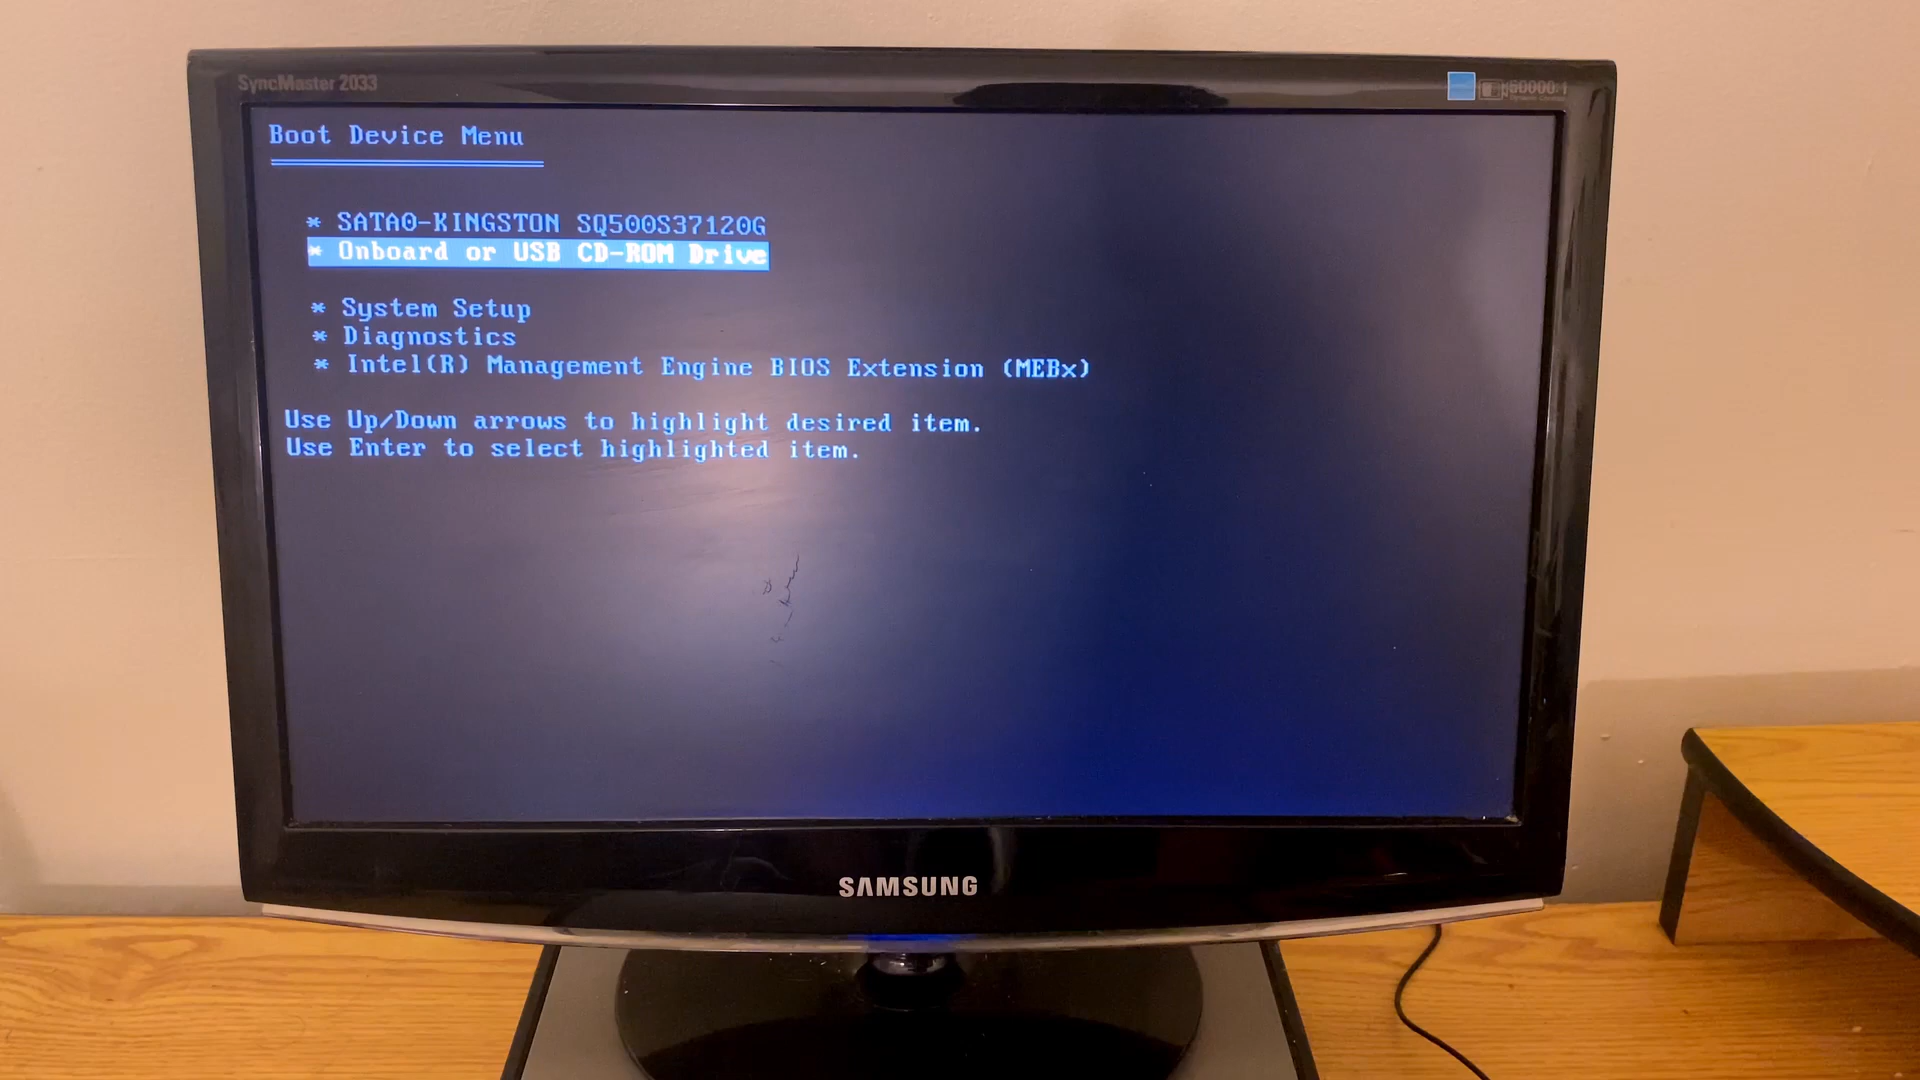 SyncMaster 2033
50000:1
Boot Device Menu
* SATA0-KINGSTON SQ500S37120G
* Onboard or USB CD-ROM Drive
* System Setup
* Diagnostics
* Intel(R) Management Engine BIOS Extension (MEBx)
Use Up/Down arrows to highlight desired item.
Use Enter to select highlighted item.
SAMSUNG